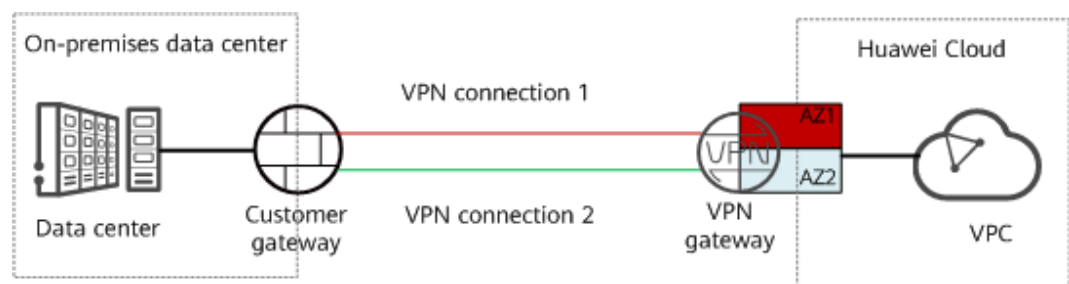 On-premises data center
Huawei Cloud
VPN connection 1
AZ1
VPN
AZ2
Data center
Customer
gateway
VPN connection 2
VPN
gateway
VPC